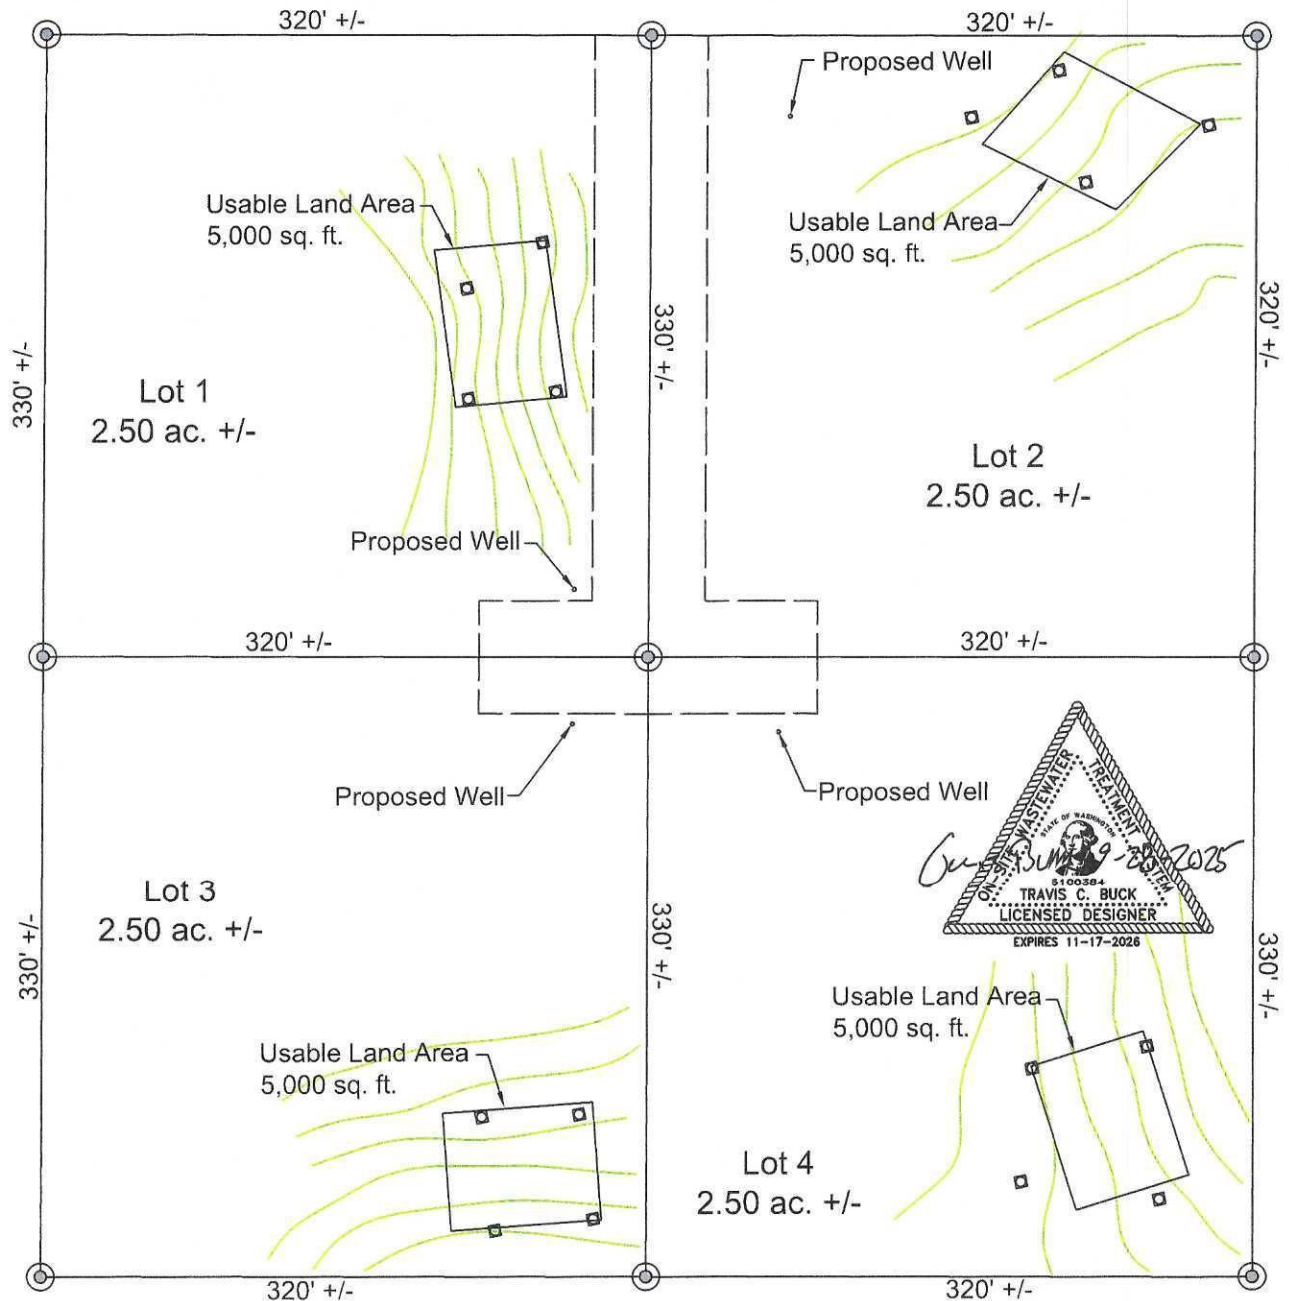 320' +/-
320' +/-
Proposed Well
Usable Land Area
5,000 sq. ft.
Usable Land Area
5,000 sq. ft.
330' +/-
330' +/-
320' +/-
Lot 1
2.50 ac. +/-
Lot 2
2.50 ac. +/-
Proposed Well
320' +/-
320' +/-
Proposed Well
Proposed Well
ON-SITE WASTEWATER TREATMENT SYSTEM
STATE OF WASHINGTON
5100384
TRAVIS C. BUCK
LICENSED DESIGNER
EXPIRES 11-17-2026
2025
Lot 3
2.50 ac. +/-
330' +/-
330' +/-
330' +/-
Usable Land Area
5,000 sq. ft.
Usable Land Area
5,000 sq. ft.
Lot 4
2.50 ac. +/-
320' +/-
320' +/-